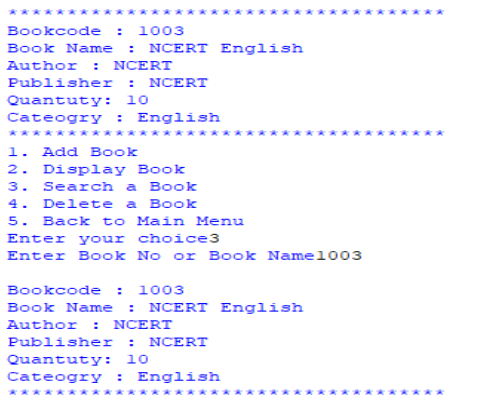 **************************************
Bookcode : 1003
Book Name : NCERT English
Author : NCERT
Publisher : NCERT
Quantuty: 10
Cateogry : English
**************************************
1. Add Book
2. Display Book
3. Search a Book
4. Delete a Book
5. Back to Main Menu
Enter your choice3
Enter Book No or Book Name1003

Bookcode : 1003
Book Name : NCERT English
Author : NCERT
Publisher : NCERT
Quantuty: 10
Cateogry : English
**************************************